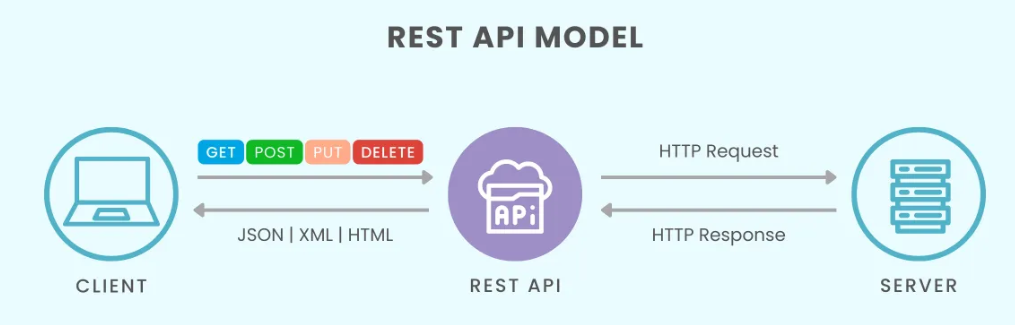 REST API MODEL
GET POST PUT DELETE
JSON | XML | HTML
API
HTTP Request
HTTP Response
CLIENT
REST API
SERVER